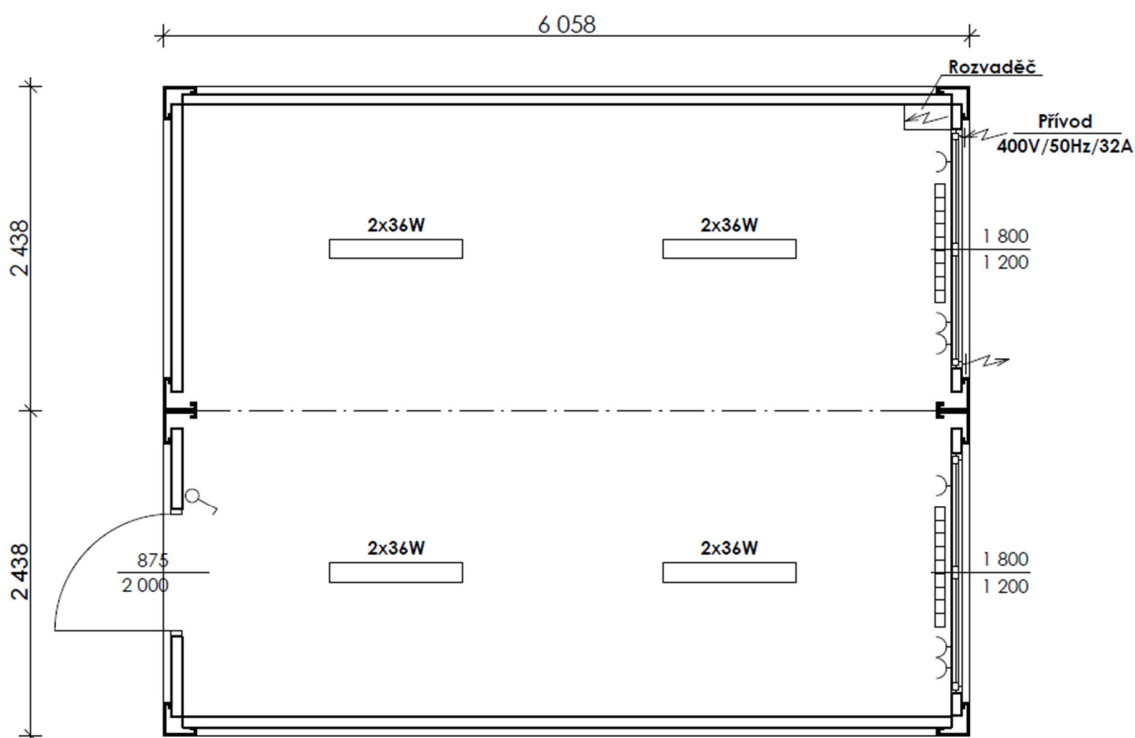 6 058
Rozvaděč
Přívod
400V/50Hz/32A
2 438
2x36W
2x36W
1 800
1 200
2 438
875
2 000
2x36W
2x36W
1 800
1 200